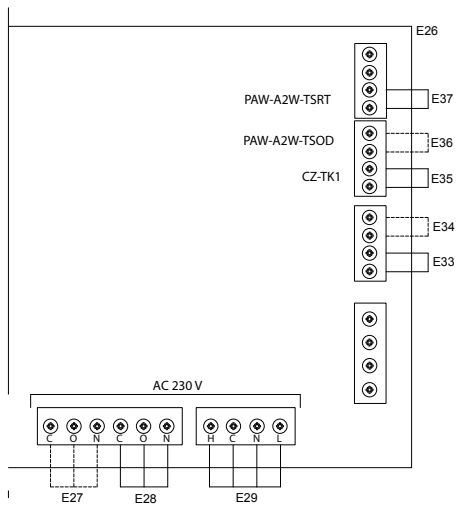 E26
PAW-A2W-TSRT
E37
PAW-A2W-TSOD
E36
CZ-TK1
E35
E34
E33
AC 230 V
C O N C O N H C N L
E27 E28 E29